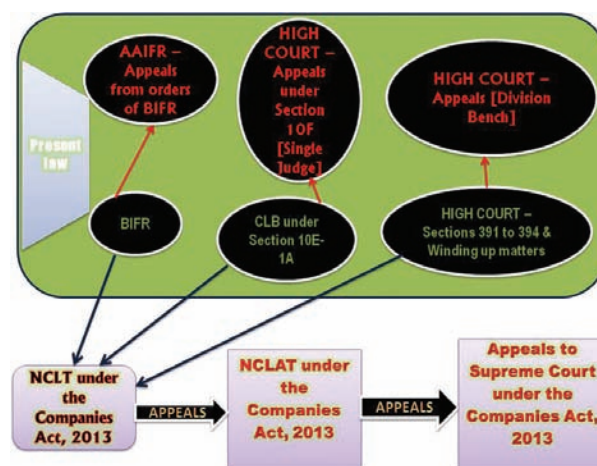 Present
law
AAIFR –
Appeals
from orders
of BIFR
HIGH
COURT –
Appeals
under
Section
10F
[Single
Judge]
HIGH COURT –
Appeals [Division
Bench]
BIFR
CLB under
Section 10E-
1A
HIGH COURT –
Sections 391 to 394 &
Winding up matters
NCLT under
the
Companies
Act, 2013
APPEALS
NCLAT under
the
Companies
Act, 2013
APPEALS
Appeals to
Supreme Court
under the
Companies Act,
2013